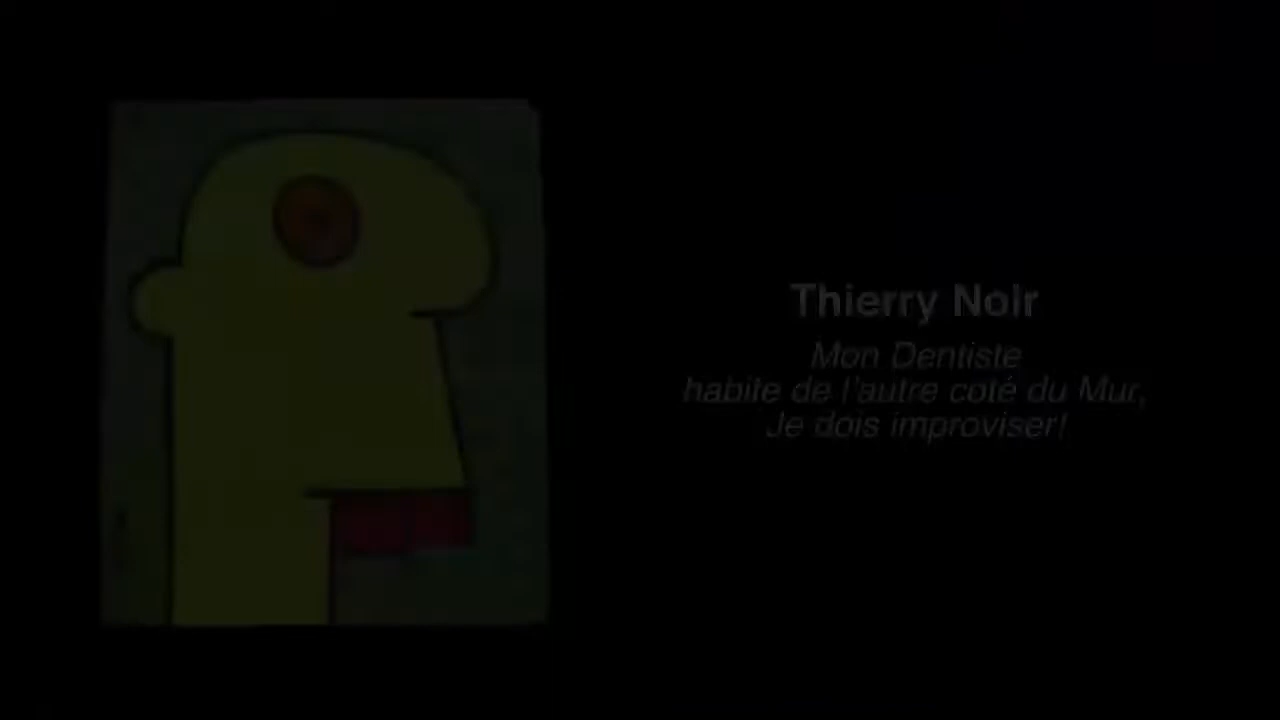 Thierry Noir
Mon Dentiste
habite de l'autre coté du Mur,
Je dois improviser!